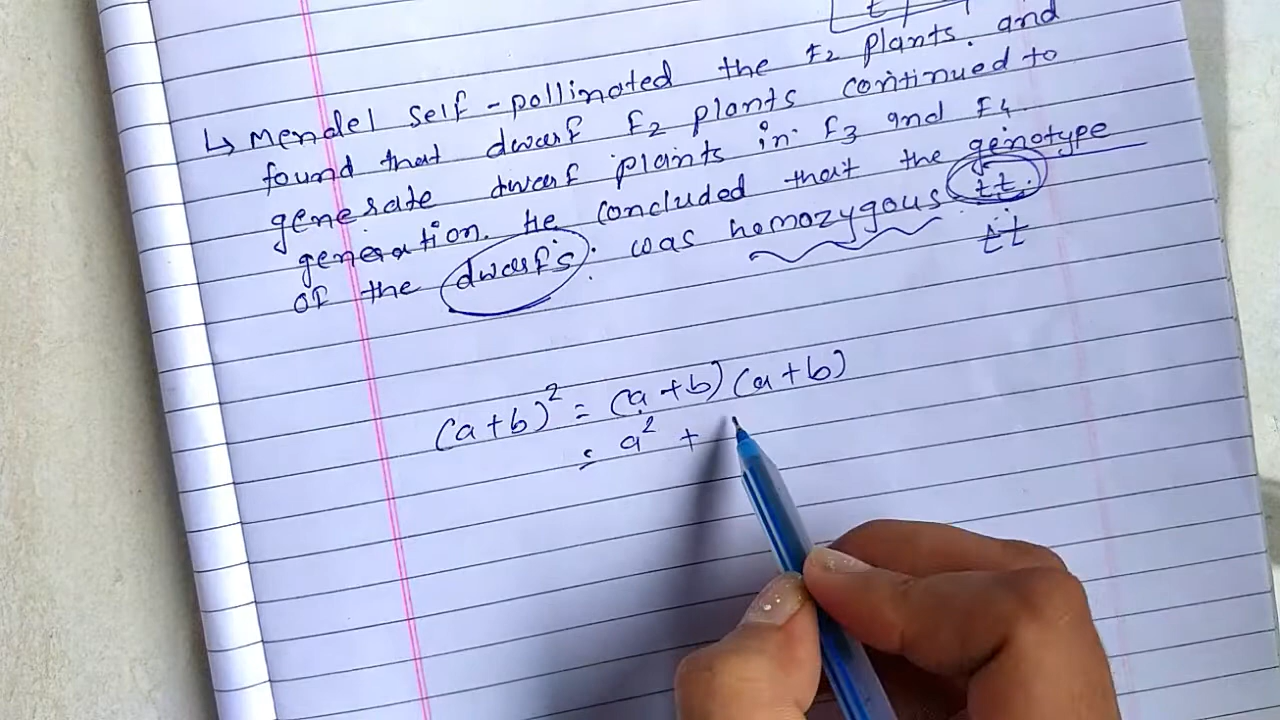 t
↳ Mendel self-pollinated the F2 plants. and
found that dwarf F2 plants continued to
generate dwarf plants in F3 and F4
generation. He concluded that the genotype
of the dwarfs. was homozygous tt.
tt
(a+b)² = (a+b)(a+b)
= a² +